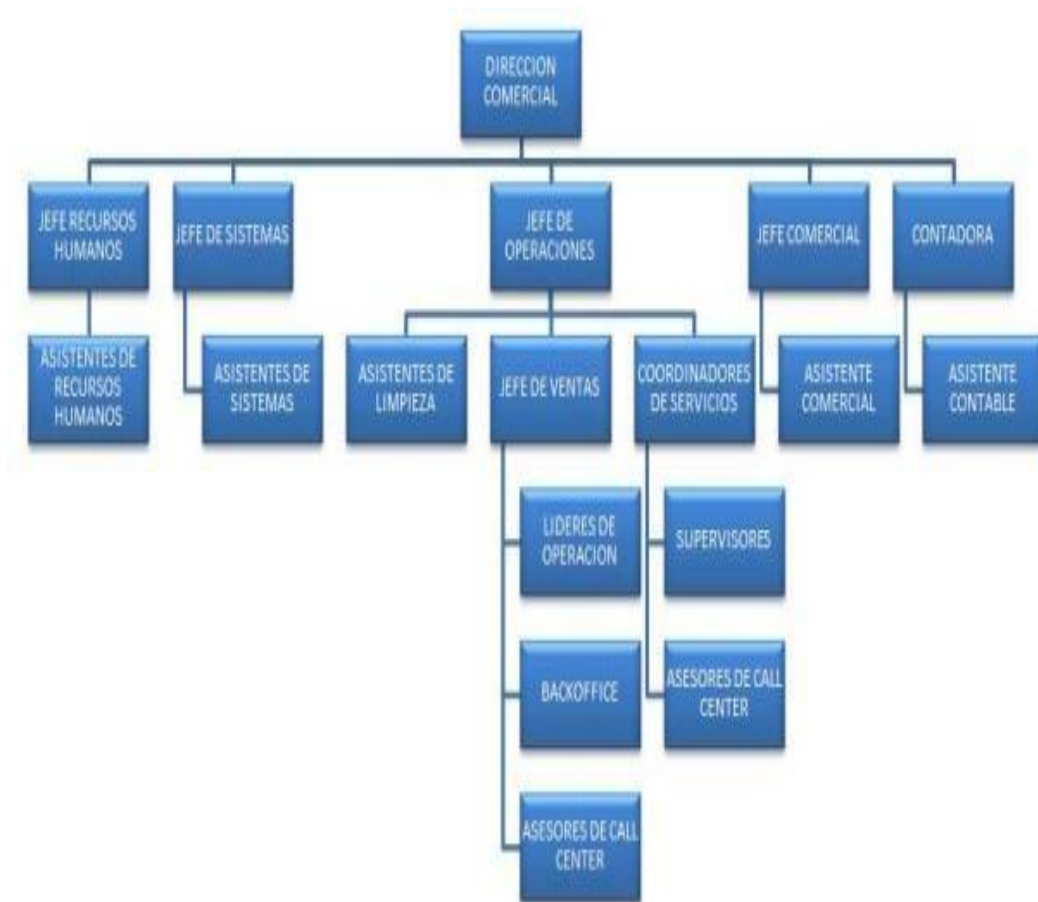 DIRECCION
COMERCIAL
JEFE RECURSOS
HUMANOS
JEFE DE SISTEMAS
JEFE DE
OPERACIONES
JEFE COMERCIAL
CONTADORA
ASISTENTES DE
RECURSOS
HUMANOS
ASISTENTES DE
SISTEMAS
ASISTENTES DE
LIMPIEZA
JEFE DE VENTAS
COORDINADORES
DE SERVICIOS
ASISTENTE
COMERCIAL
ASISTENTE
CONTABLE
LIDERES DE
OPERACION
SUPERVISORES
BACKOFFICE
ASESORES DE CALL
CENTER
ASESORES DE CALL
CENTER